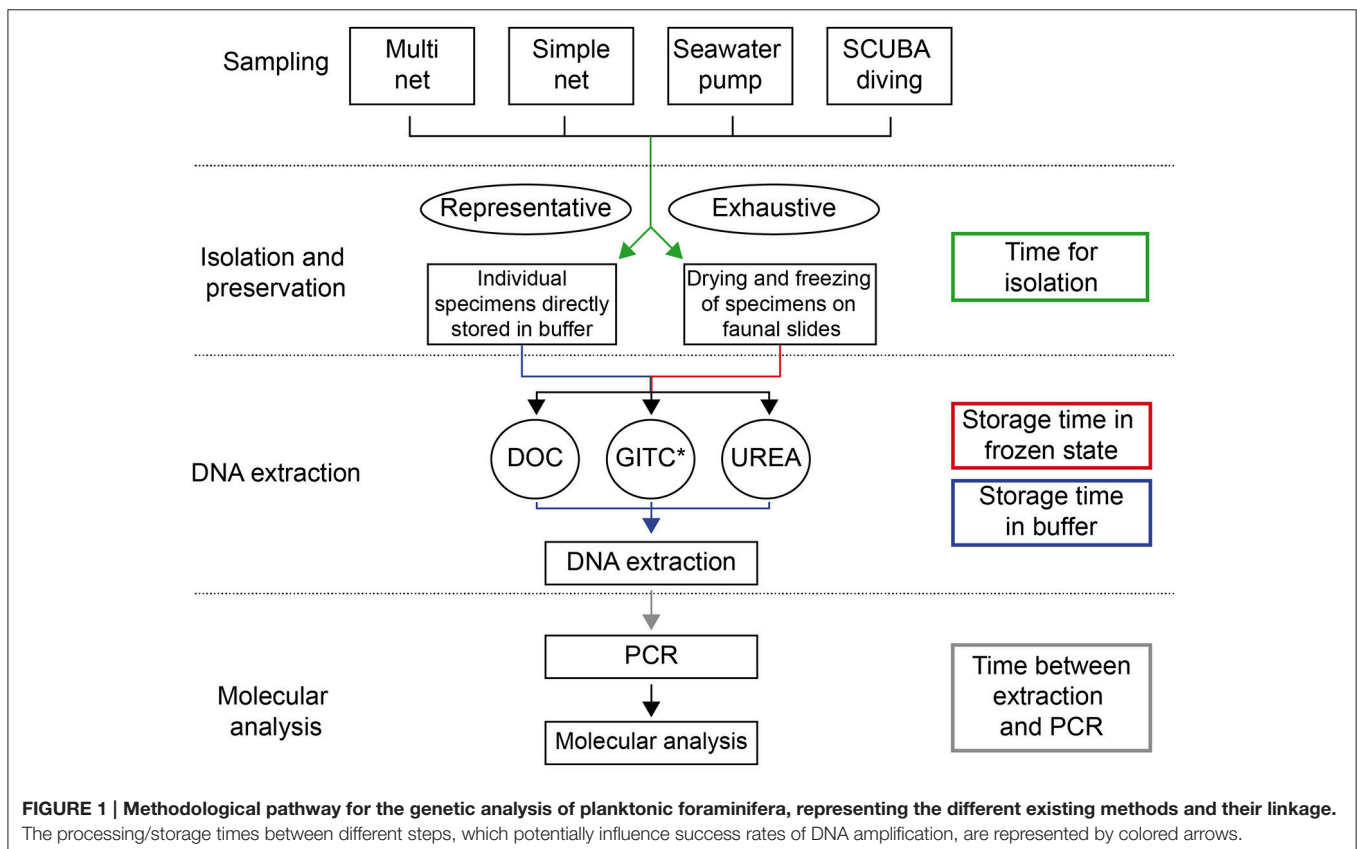 Sampling
Multi
net
Simple
net
Seawater
pump
SCUBA
diving
Isolation and
preservation
Representative
Exhaustive
Individual
specimens directly
stored in buffer
Drying and freezing
of specimens on
faunal slides
Time for
isolation
DNA extraction
DOC
GITC*
UREA
DNA extraction
Storage time in
frozen state
Storage time
in buffer
Molecular
analysis
PCR
Molecular analysis
Time between
extraction
and PCR
FIGURE 1 | Methodological pathway for the genetic analysis of planktonic foraminifera, representing the different existing methods and their linkage.
The processing/storage times between different steps, which potentially influence success rates of DNA amplification, are represented by colored arrows.